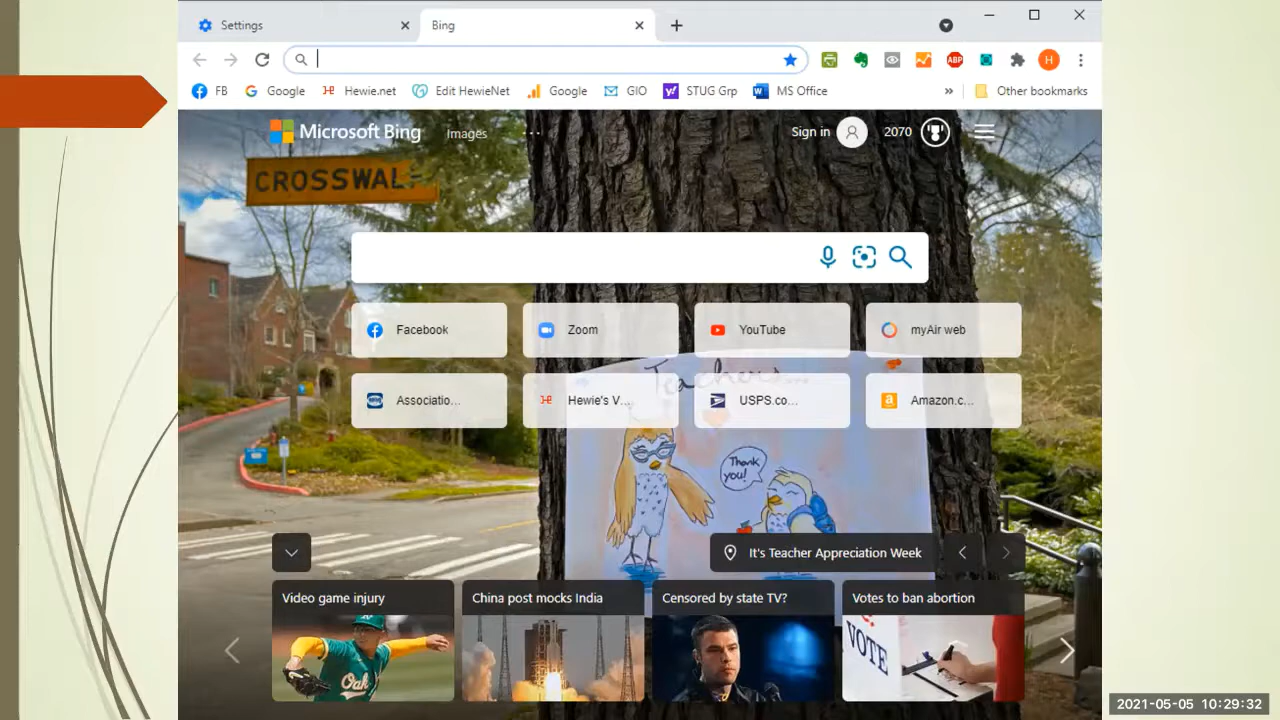 Settings
Bing
FB
Google
Hewie.net
Edit HewieNet
Google
GIO
STUG Grp
MS Office
»
Other bookmarks
ABP
H
Microsoft Bing
Images
...
Sign in
2070
CROSSWAL
Facebook
Zoom
YouTube
myAir web
Associatio...
Hewie's V...
USPS.co...
Amazon.c...
Teachers...
Thank
you!
It's Teacher Appreciation Week
Video game injury
China post mocks India
Censored by state TV?
Votes to ban abortion
Oak
VOTE
2021-05-05 10:29:32